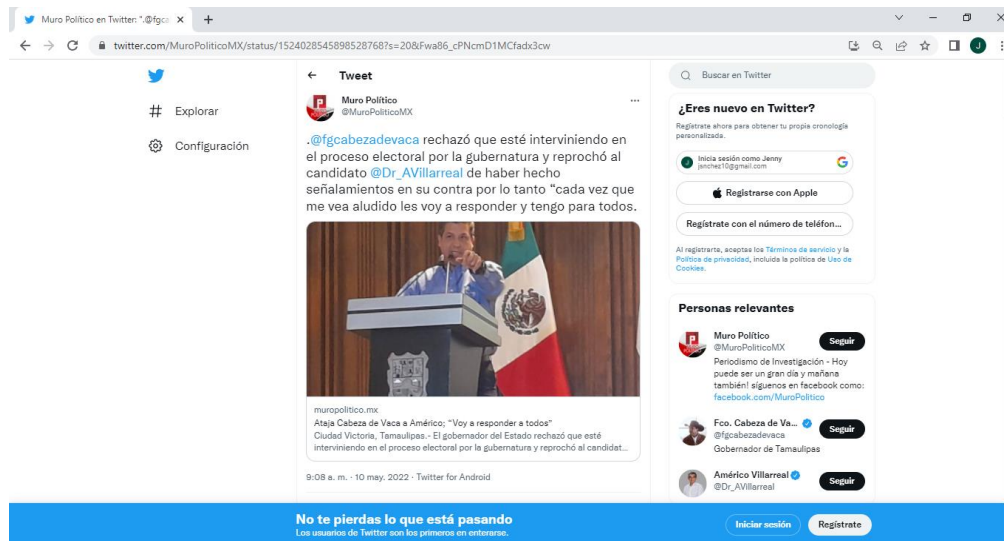 Muro Político en Twitter: ".@fgca
twitter.com/MuroPoliticoMX/status/1524028545898528768?s=20&Fwa86_cPNmD1MCfadx3cw
J
Explorar
Configuración
Tweet
Muro Político
@MuroPoliticoMX
.@fgcabezadevaca rechazó que esté interviniendo en
el proceso electoral por la gubernatura y reprochó al
candidato @Dr_AVillarreal de haber hecho
señalamientos en su contra por lo tanto “cada vez que
me vea aludido les voy a responder y tengo para todos.
muropolitico.mx
Ataja Cabeza de Vaca a Américo; “Voy a responder a todos”
Ciudad Victoria, Tamaulipas.- El gobernador del Estado rechazó que esté
interviniendo en el proceso electoral por la gubernatura y reprochó al candidat...
9:08 a. m. · 10 may. 2022 · Twitter for Android
Buscar en Twitter
¿Eres nuevo en Twitter?
Regístrate ahora para obtener tu propia cronología
personalizada.
Inicia sesión como Jenny
jsnchez10@gmail.com
Registrarse con Apple
Regístrate con el número de teléfon...
Al registrarte, aceptas los Términos de servicio y la
Política de privacidad, incluida la política de Uso de
Cookies.
Personas relevantes
Muro Político
@MuroPoliticoMX
Seguir
Periodismo de Investigación - Hoy
puede ser un gran día y mañana
también! síguenos en facebook como:
facebook.com/MuroPolitico
Fco. Cabeza de Va...
@fgcabezadevaca
Seguir
Gobernador de Tamaulipas
Américo Villarreal
@Dr_AVillarreal
Seguir
No te pierdas lo que está pasando
Los usuarios de Twitter son los primeros en enterarse.
Iniciar sesión
Regístrate